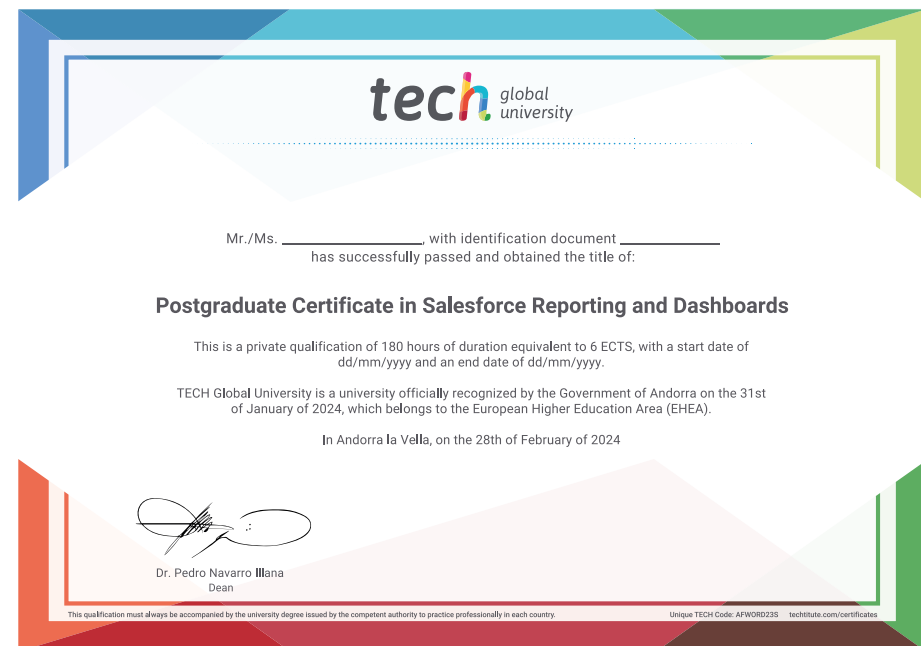 tech global university
Mr./Ms. ____________, with identification document ____________
has successfully passed and obtained the title of:
Postgraduate Certificate in Salesforce Reporting and Dashboards
This is a private qualification of 180 hours of duration equivalent to 6 ECTS, with a start date of
dd/mm/yyyy and an end date of dd/mm/yyyy.
TECH Global University is a university officially recognized by the Government of Andorra on the 31st
of January of 2024, which belongs to the European Higher Education Area (EHEA).
In Andorra la Vella, on the 28th of February of 2024
Dr. Pedro Navarro Illana
Dean
This qualification must always be accompanied by the university degree issued by the competent authority to practice professionally in each country.
Unique TECH Code: AFWORD23S techtitute.com/certificates